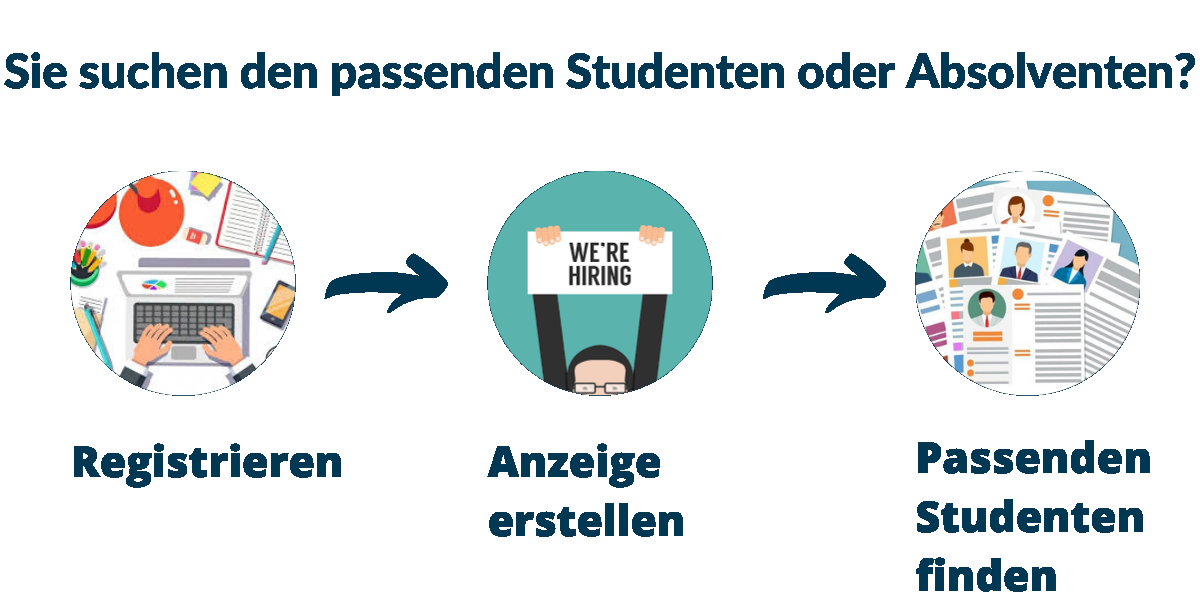 Sie suchen den passenden Studenten oder Absolventen?
WE'RE
HIRING
Registrieren
Anzeige
erstellen
Passenden
Studenten
finden